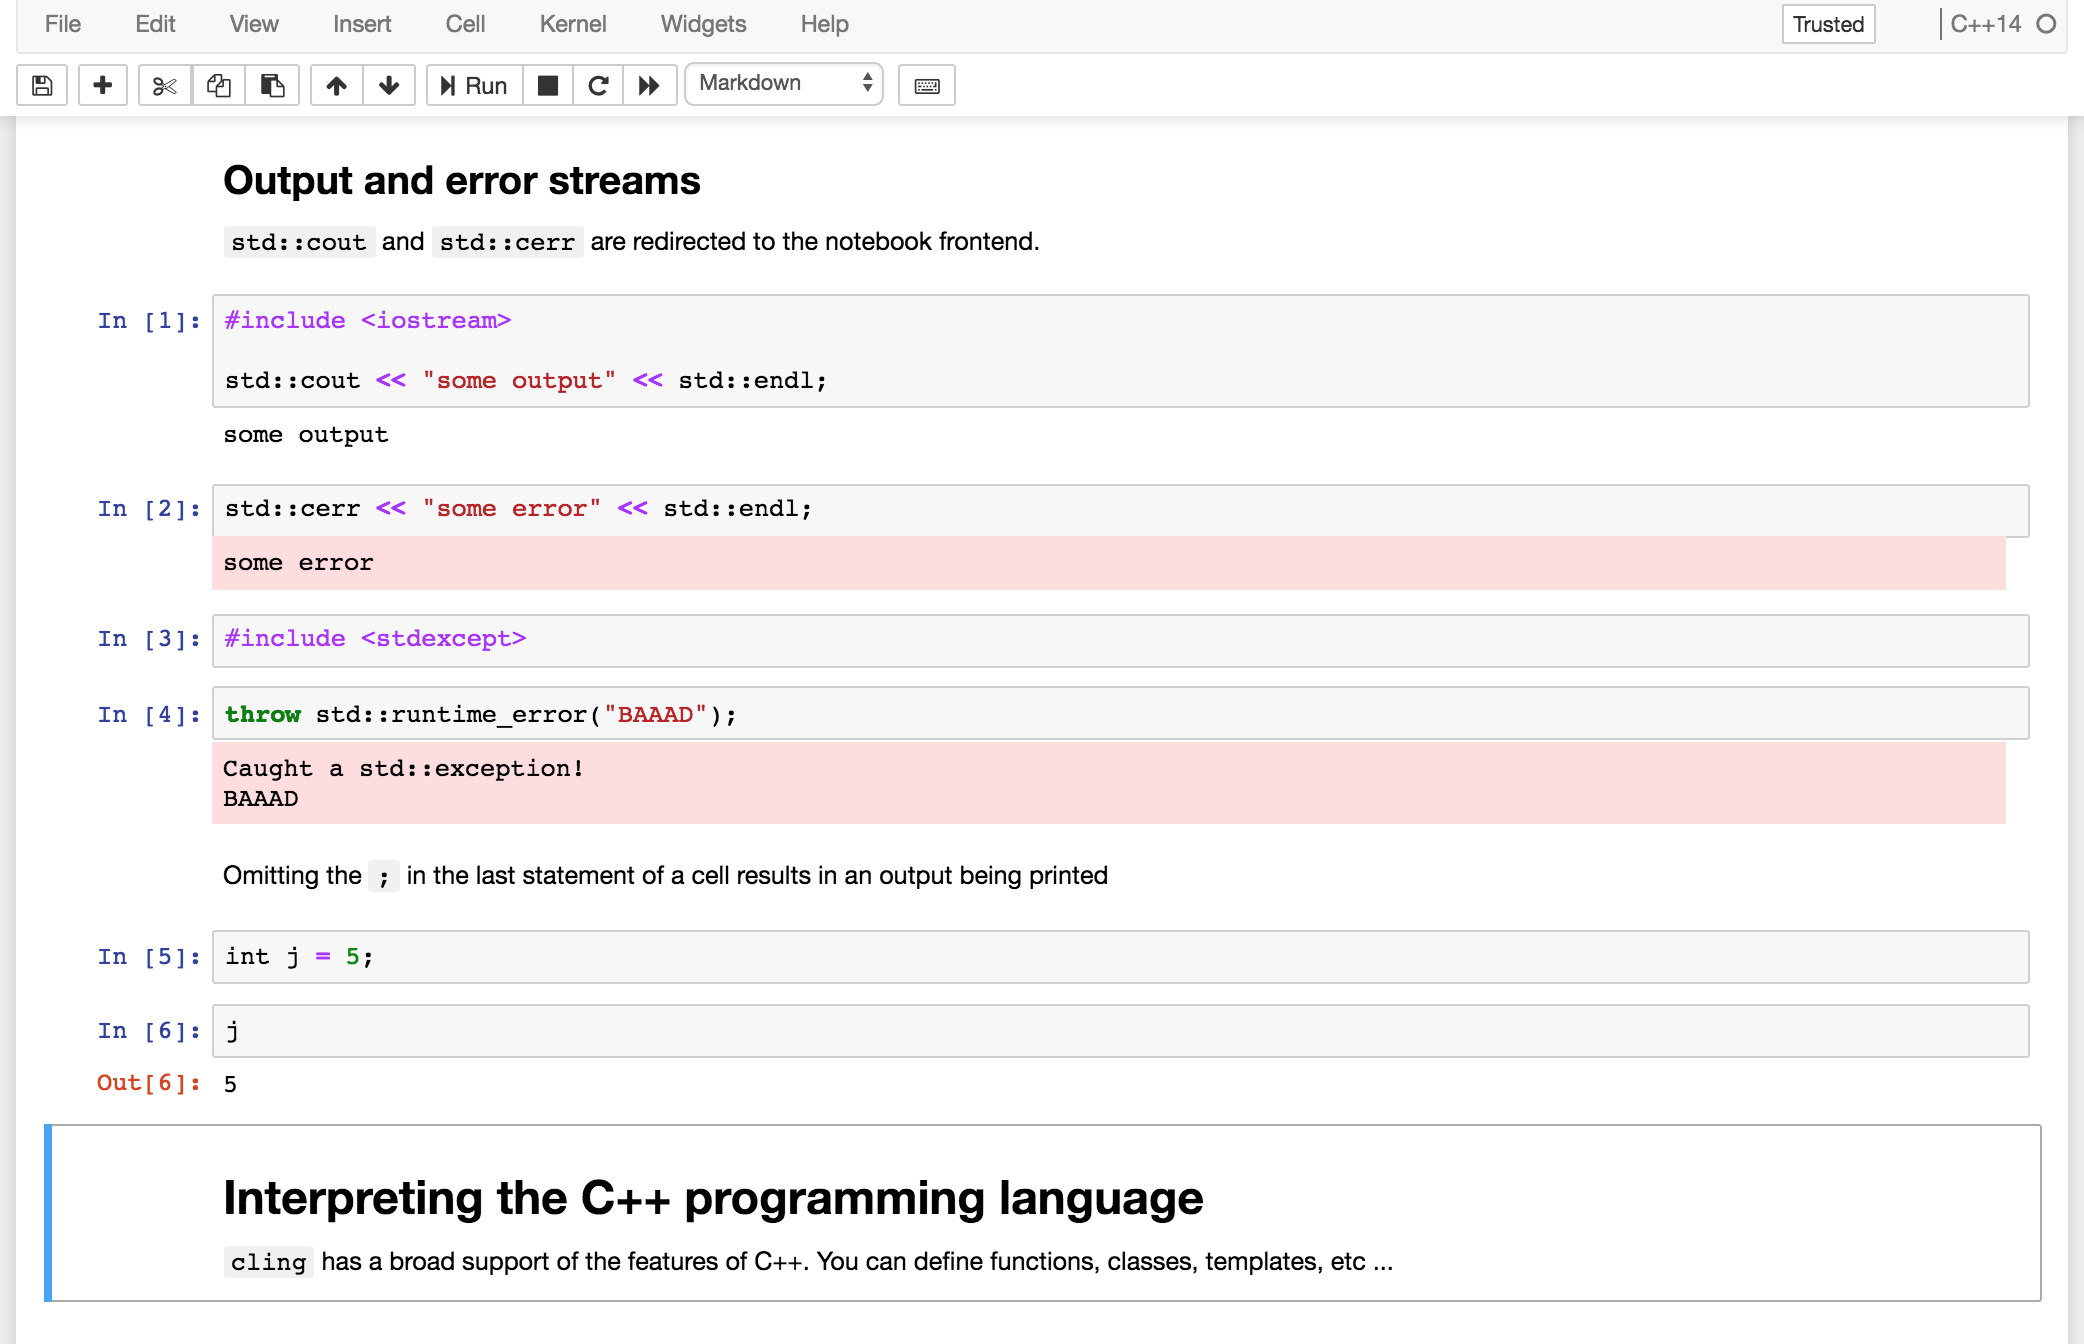 File Edit View Insert Cell Kernel Widgets Help Trusted C++14
Run Markdown
Output and error streams
std::cout and std::cerr are redirected to the notebook frontend.
In [1]: #include <iostream>
std::cout << "some output" << std::endl;
some output
In [2]: std::cerr << "some error" << std::endl;
some error
In [3]: #include <stdexcept>
In [4]: throw std::runtime_error("BAAAD");
Caught a std::exception!
BAAAD
Omitting the ; in the last statement of a cell results in an output being printed
In [5]: int j = 5;
In [6]: j
Out[6]: 5
Interpreting the C++ programming language
cling has a broad support of the features of C++. You can define functions, classes, templates, etc ...